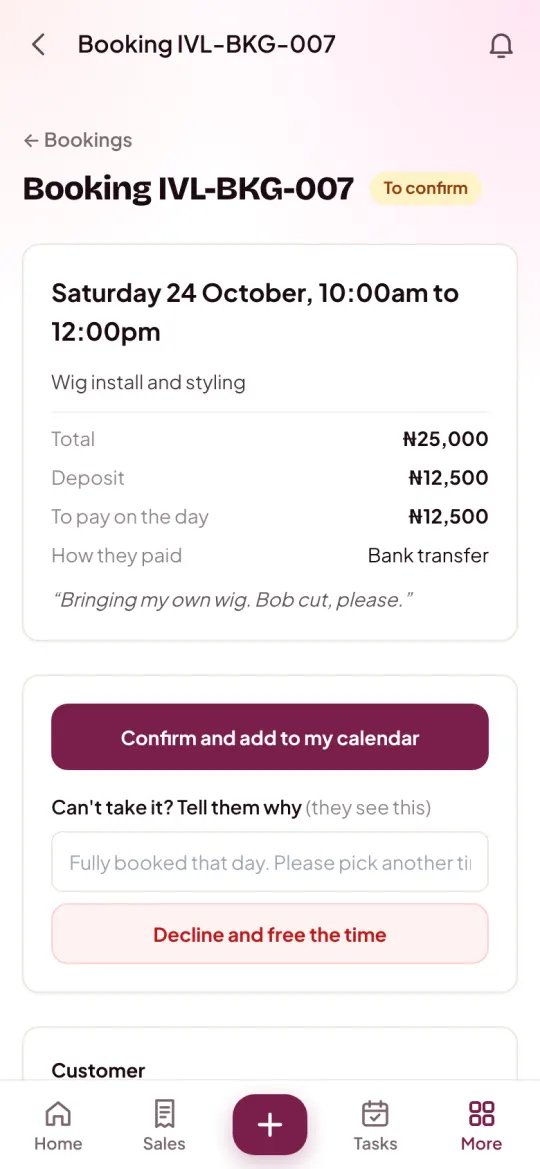 Booking IVL-BKG-007
← Bookings
Booking IVL-BKG-007 To confirm
Saturday 24 October, 10:00am to
12:00pm
Wig install and styling
Total ₦25,000
Deposit ₦12,500
To pay on the day ₦12,500
How they paid Bank transfer
“Bringing my own wig. Bob cut, please.”
Confirm and add to my calendar
Can't take it? Tell them why (they see this)
Fully booked that day. Please pick another ti
Decline and free the time
Customer
Home Sales Tasks More